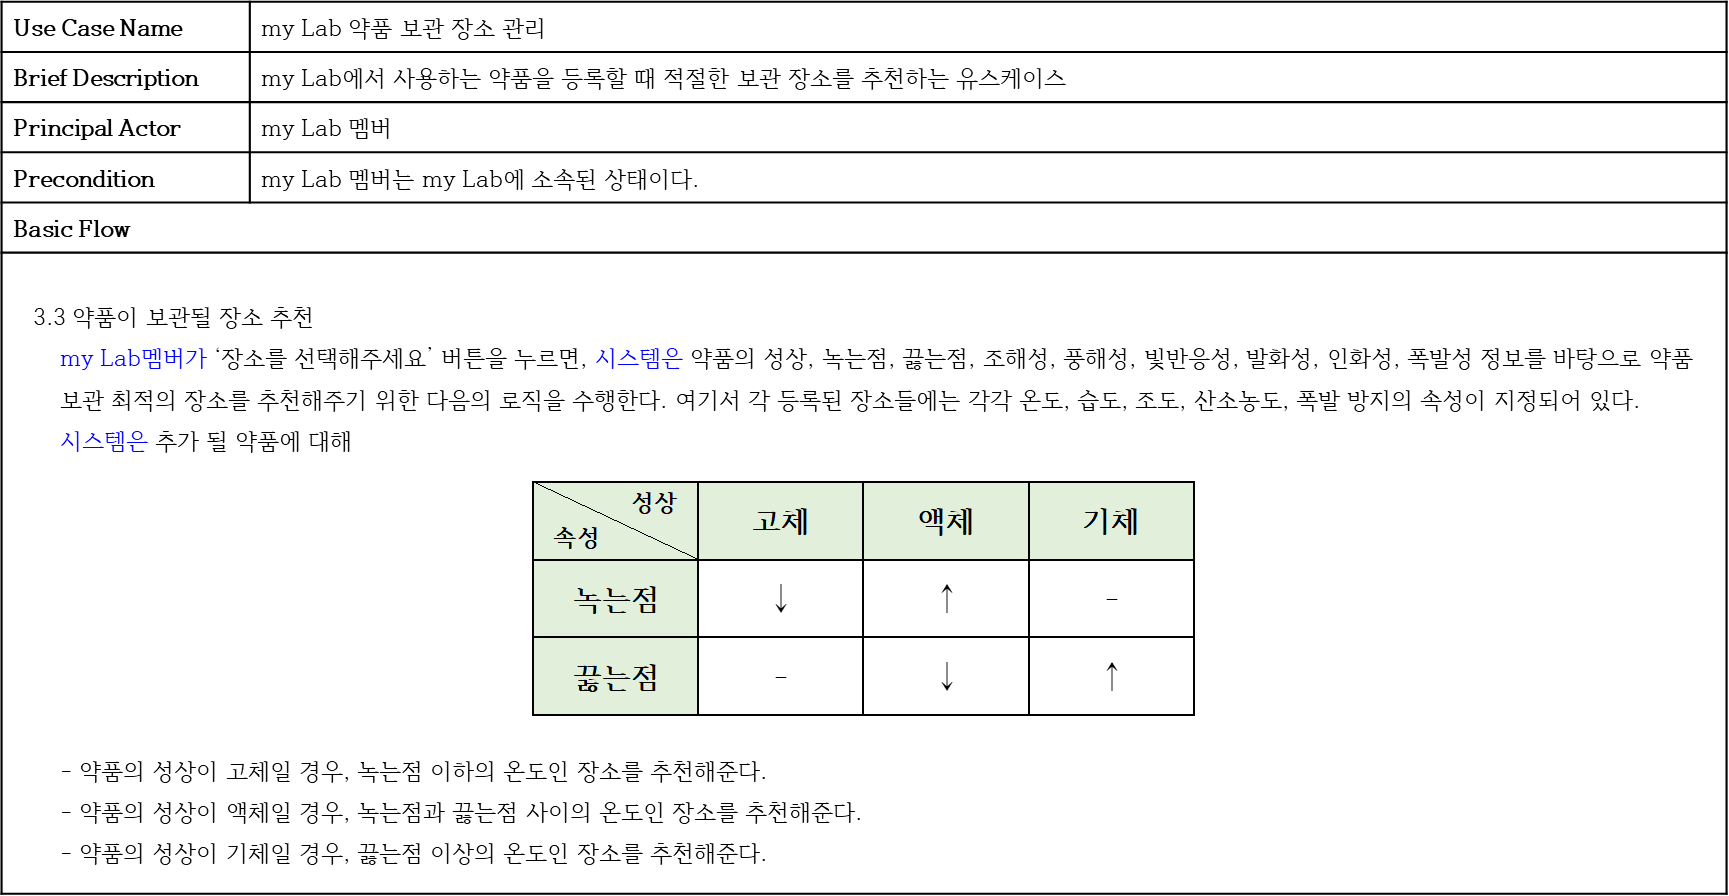 Use Case Name my Lab 약품 보관 장소 관리
Brief Description my Lab에서 사용하는 약품을 등록할 때 적절한 보관 장소를 추천하는 유스케이스
Principal Actor my Lab 멤버
Precondition my Lab 멤버는 my Lab에 소속된 상태이다.
Basic Flow
3.3 약품이 보관될 장소 추천
my Lab멤버가 ‘장소를 선택해주세요’ 버튼을 누르면, 시스템은 약품의 성상, 녹는점, 끓는점, 조해성, 풍해성, 빛반응성, 발화성, 인화성, 폭발성 정보를 바탕으로 약품
보관 최적의 장소를 추천해주기 위한 다음의 로직을 수행한다. 여기서 각 등록된 장소들에는 각각 온도, 습도, 조도, 산소농도, 폭발 방지의 속성이 지정되어 있다.
시스템은 추가 될 약품에 대해
성상 속성 고체 액체 기체
녹는점 ↓ ↑ -
끓는점 - ↓ ↑
- 약품의 성상이 고체일 경우, 녹는점 이하의 온도인 장소를 추천해준다.
- 약품의 성상이 액체일 경우, 녹는점과 끓는점 사이의 온도인 장소를 추천해준다.
- 약품의 성상이 기체일 경우, 끓는점 이상의 온도인 장소를 추천해준다.